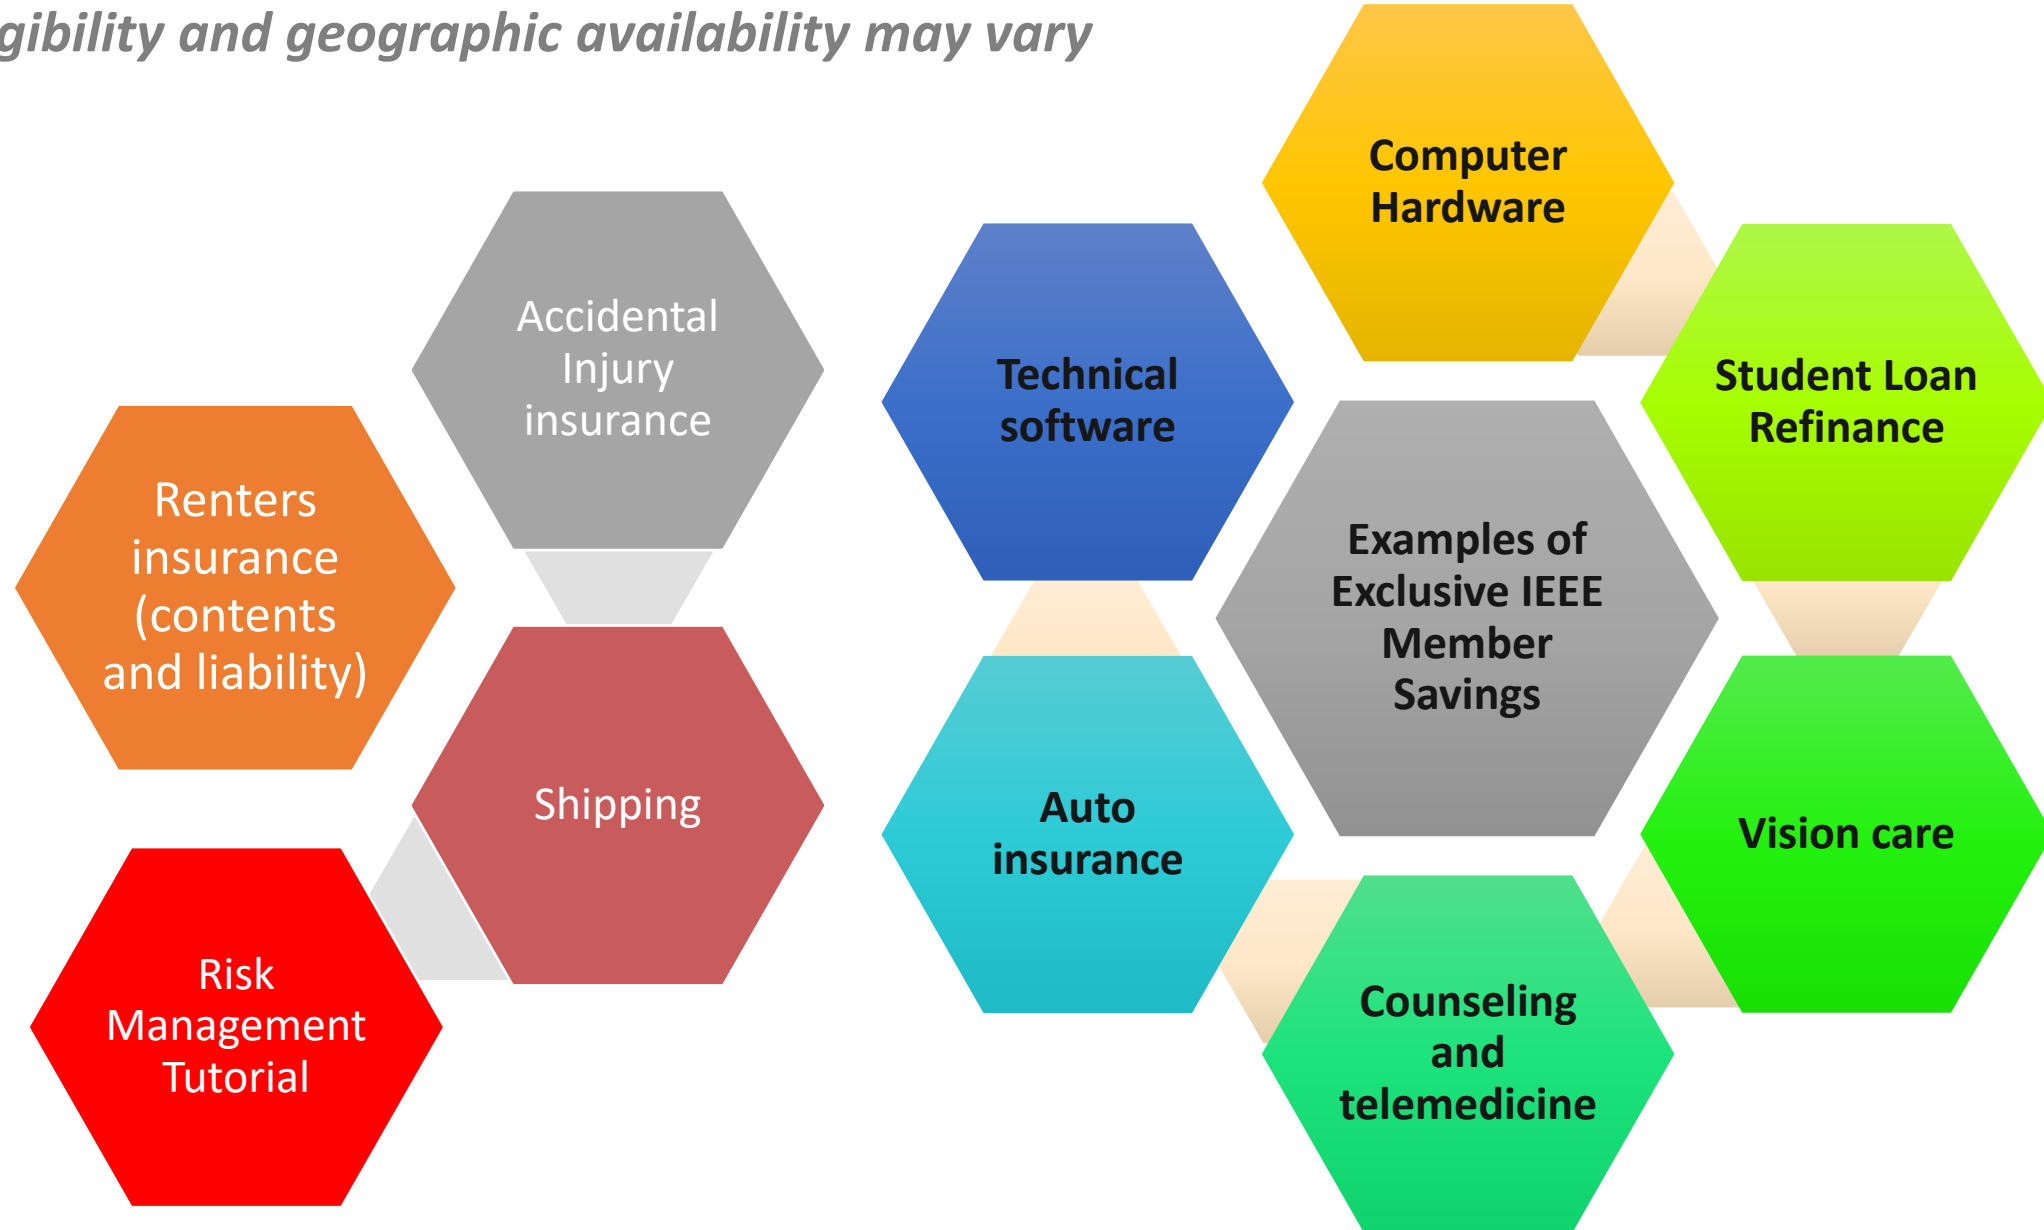 gibility and geographic availability may vary
Computer
Hardware
Accidental
Injury
insurance
Technical
software
Student Loan
Refinance
Renters
insurance
(contents
and liability)
Examples of
Exclusive IEEE
Member
Savings
Shipping
Auto
insurance
Vision care
Risk
Management
Tutorial
Counseling
and
telemedicine